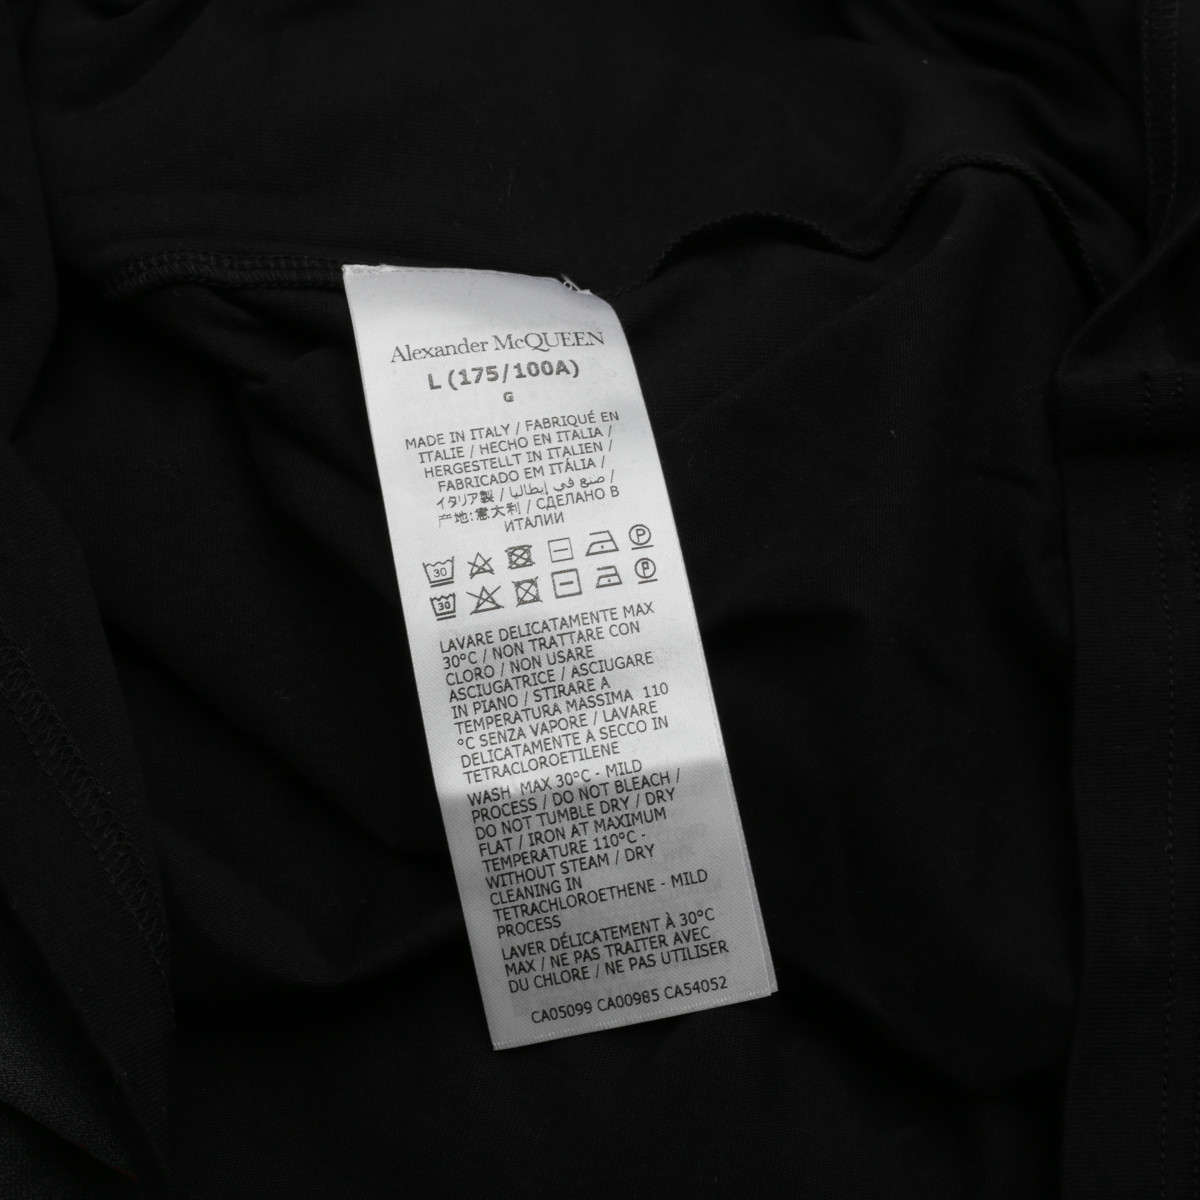 Alexander McQUEEN
L (175/100A)
G
MADE IN ITALY / FABRIQUÉ EN
ITALIE / HECHO EN ITALIA /
HERGESTELLT IN ITALIEN /
FABRICADO EM ITÁLIA /
イタリア製 / صنع في إيطاليا /
产地:意大利 / СДЕЛАНО В
ИТАЛИИ
30 P
30 P
LAVARE DELICATAMENTE MAX
30°C / NON TRATTARE CON
CLORO / NON USARE
ASCIUGATRICE / ASCIUGARE
IN PIANO / STIRARE A
TEMPERATURA MASSIMA 110
°C SENZA VAPORE / LAVARE
DELICATAMENTE A SECCO IN
TETRACLOROETILENE
WASH MAX 30°C - MILD
PROCESS / DO NOT BLEACH /
DO NOT TUMBLE DRY / DRY
FLAT / IRON AT MAXIMUM
TEMPERATURE 110°C -
WITHOUT STEAM / DRY
CLEANING IN
TETRACHLOROETHENE - MILD
PROCESS
LAVER DÉLICATEMENT À 30°C
MAX / NE PAS TRAITER AVEC
DU CHLORE / NE PAS UTILISER
CA05099 CA00985 CA54052